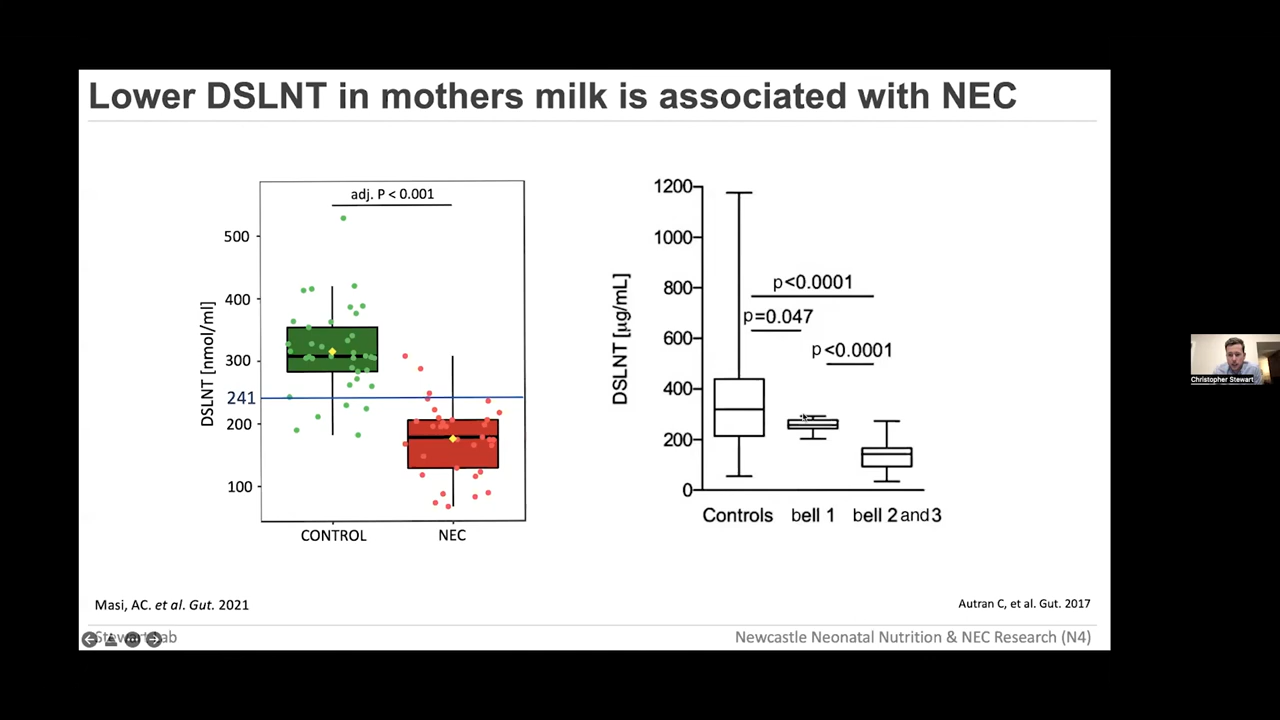 Lower DSLNT in mothers milk is associated with NEC
adj. P < 0.001
500
400
300
241
200
100
DSLNT [nmol/ml]
CONTROL
NEC
1200
1000
800
600
400
200
0
DSLNT [µg/mL]
p<0.0001
p=0.047
p<0.0001
Controls
bell 1
bell 2 and 3
Christopher Stewart
Masi, AC. et al. Gut. 2021
Autran C, et al. Gut. 2017
Newcastle Neonatal Nutrition & NEC Research (N4)